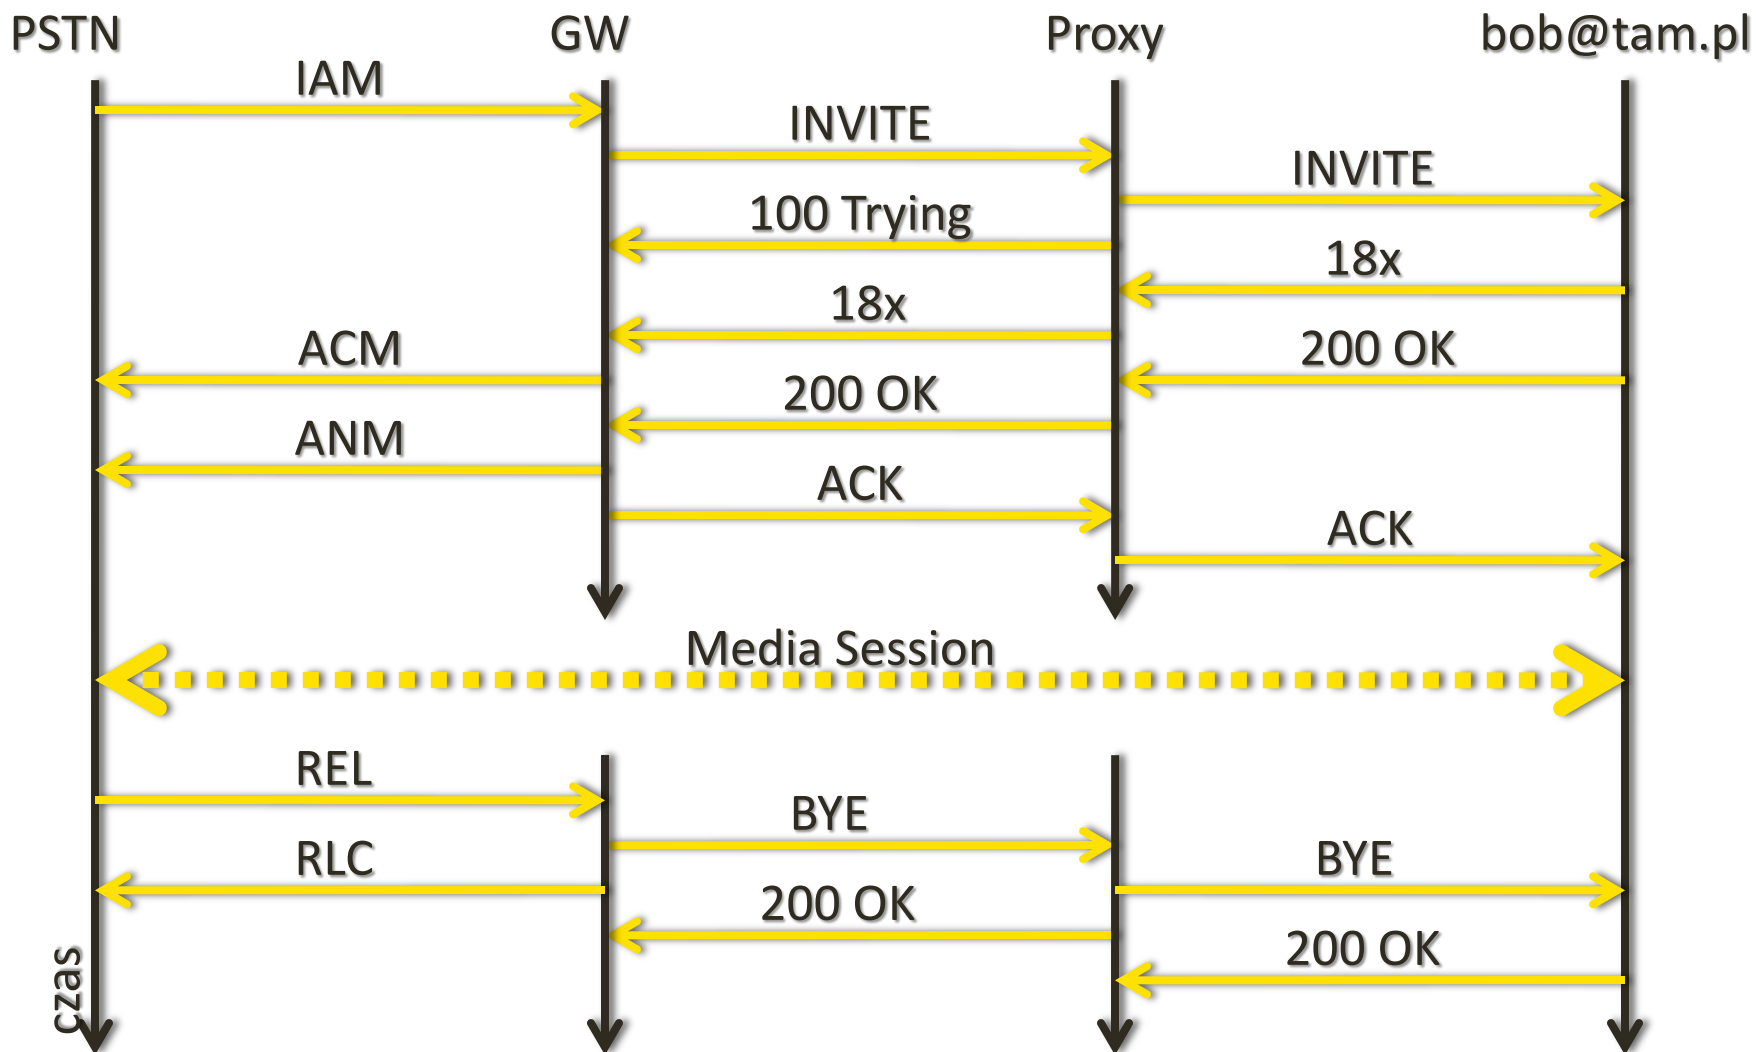 PSTN GW Proxy bob@tam.pl
IAM
INVITE
INVITE
100 Trying
18x
18x
ACM
200 OK
200 OK
ANM
ACK
ACK
Media Session
REL
BYE
RLC
BYE
200 OK
200 OK
czas